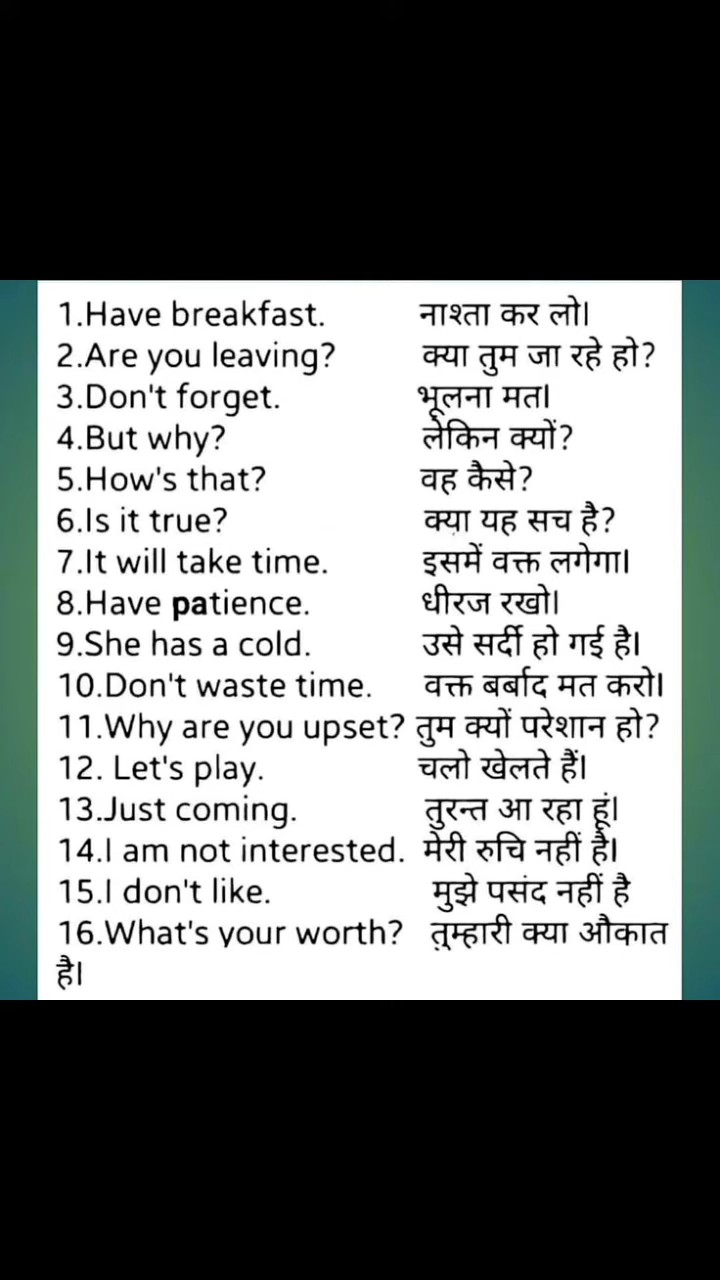 1.Have breakfast. नाश्ता कर लो।
2.Are you leaving? क्या तुम जा रहे हो?
3.Don't forget. भूलना मत।
4.But why? लेकिन क्यों?
5.How's that? वह कैसे?
6.Is it true? क्या यह सच है?
7.It will take time. इसमें वक्त लगेगा।
8.Have patience. धीरज रखो।
9.She has a cold. उसे सर्दी हो गई है।
10.Don't waste time. वक्त बर्बाद मत करो।
11.Why are you upset? तुम क्यों परेशान हो?
12. Let's play. चलो खेलते हैं।
13.Just coming. तुरन्त आ रहा हूं।
14.I am not interested. मेरी रुचि नहीं है।
15.I don't like. मुझे पसंद नहीं है
16.What's your worth? तुम्हारी क्या औकात
है।